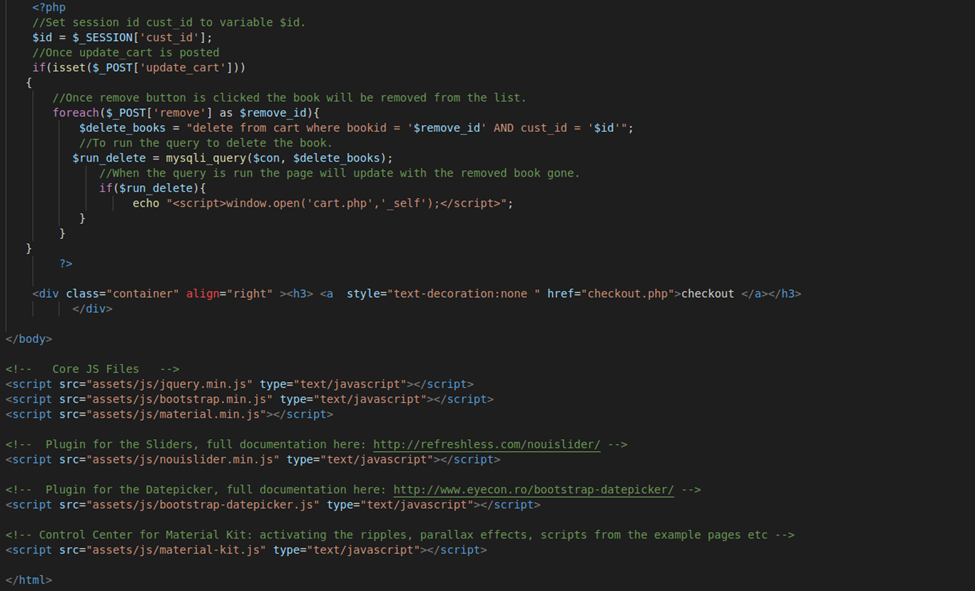 <?php
//Set session id cust_id to variable $id.
$id = $_SESSION['cust_id'];
//Once update_cart is posted
if(isset($_POST['update_cart']))
{
//Once remove button is clicked the book will be removed from the list.
foreach($_POST['remove'] as $remove_id){
$delete_books = "delete from cart where bookid = '$remove_id' AND cust_id = '$id'";
//To run the query to delete the book.
$run_delete = mysqli_query($con, $delete_books);
//When the query is run the page will update with the removed book gone.
if($run_delete){
echo "<script>window.open('cart.php','_self');</script>";
}
}
}
?>
<div class="container" align="right" ><h3> <a  style="text-decoration:none " href="checkout.php">checkout </a></h3>
</div>
</body>
<!--   Core JS Files   -->
<script src="assets/js/jquery.min.js" type="text/javascript"></script>
<script src="assets/js/bootstrap.min.js" type="text/javascript"></script>
<script src="assets/js/material.min.js"></script>
<!--  Plugin for the Sliders, full documentation here: http://refreshless.com/nouislider/ -->
<script src="assets/js/nouislider.min.js" type="text/javascript"></script>
<!--  Plugin for the Datepicker, full documentation here: http://www.eyecon.ro/bootstrap-datepicker/ -->
<script src="assets/js/bootstrap-datepicker.js" type="text/javascript"></script>
<!-- Control Center for Material Kit: activating the ripples, parallax effects, scripts from the example pages etc -->
<script src="assets/js/material-kit.js" type="text/javascript"></script>
</html>